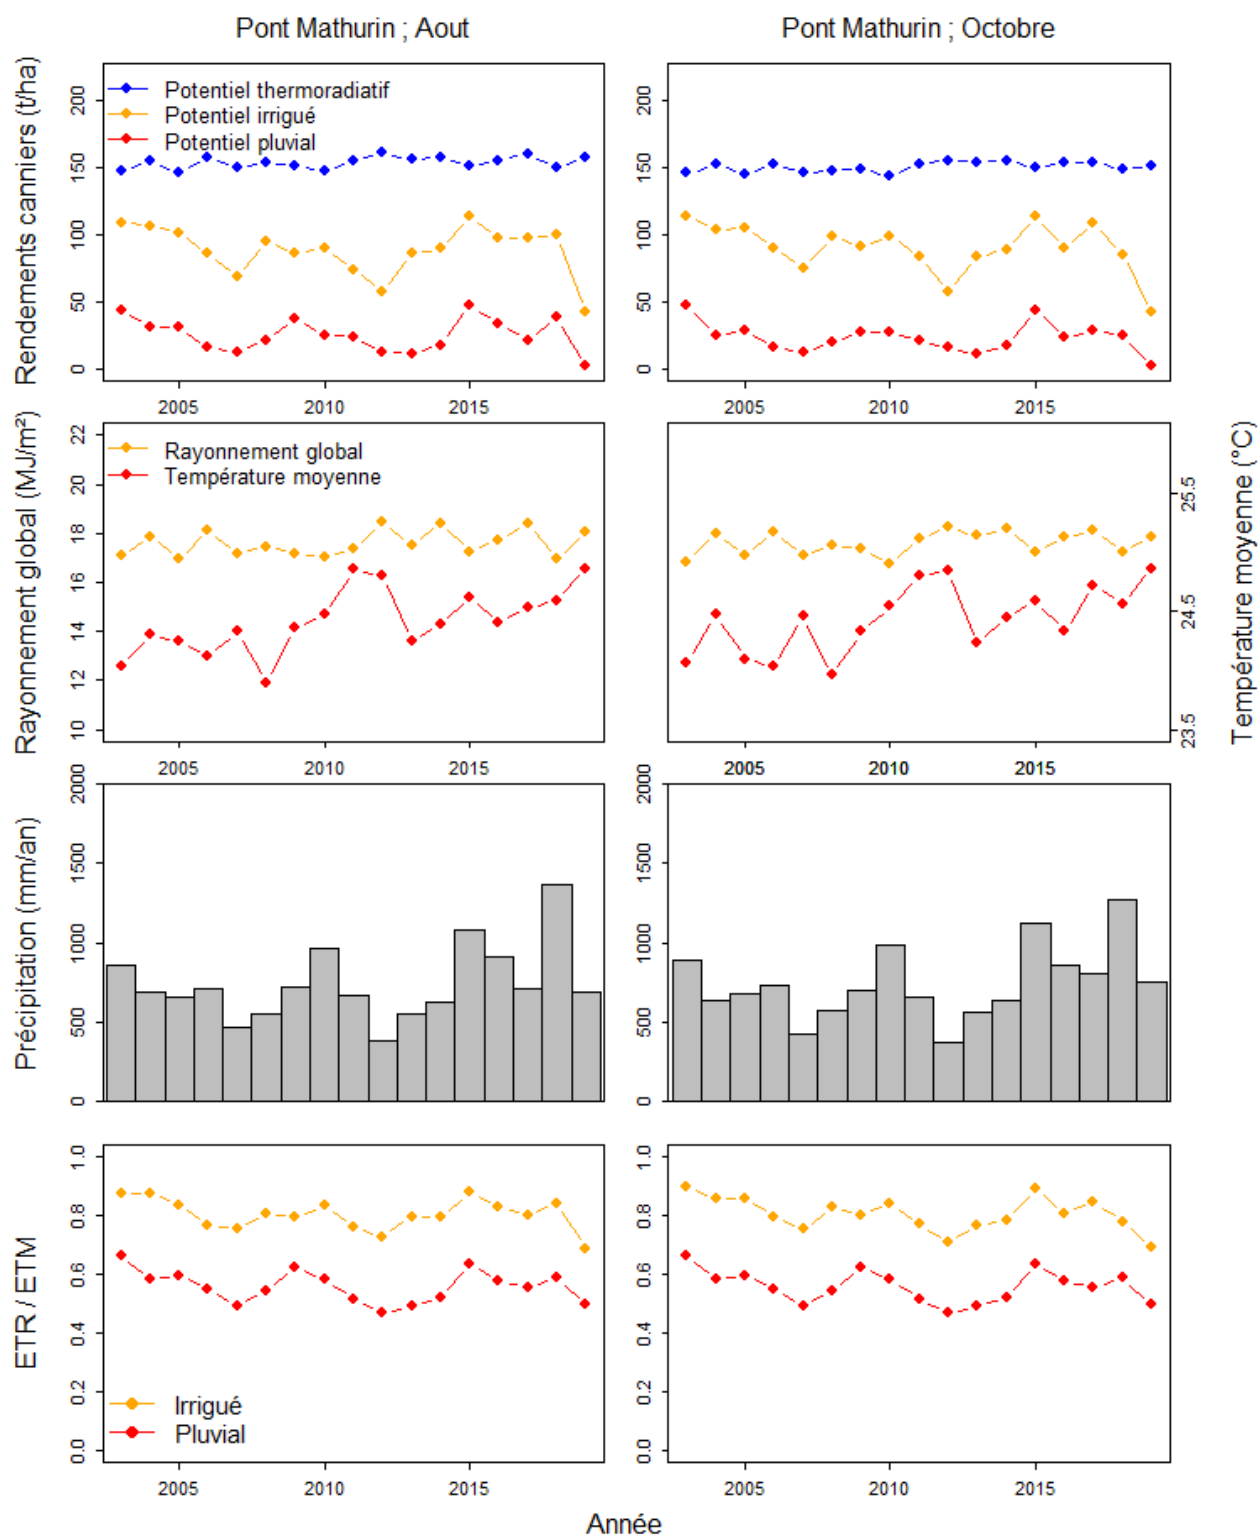 Pont Mathurin ; Aout
Pont Mathurin ; Octobre
Rendements canniers (t/ha)
0 50 100 150 200
Potentiel thermoradiatif
Potentiel irrigué
Potentiel pluvial
2005 2010 2015
0 50 100 150 200
2005 2010 2015
Rayonnement global (MJ/m²)
10 12 14 16 18 20 22
Rayonnement global
Température moyenne
2005 2010 2015
2005 2010 2015
23.5 24.5 25.5
Température moyenne (°C)
Précipitation (mm/an)
0 500 1000 1500 2000
0 500 1000 1500 2000
ETR / ETM
0.0 0.2 0.4 0.6 0.8 1.0
Irrigué
Pluvial
2005 2010 2015
0.0 0.2 0.4 0.6 0.8 1.0
2005 2010 2015
Année